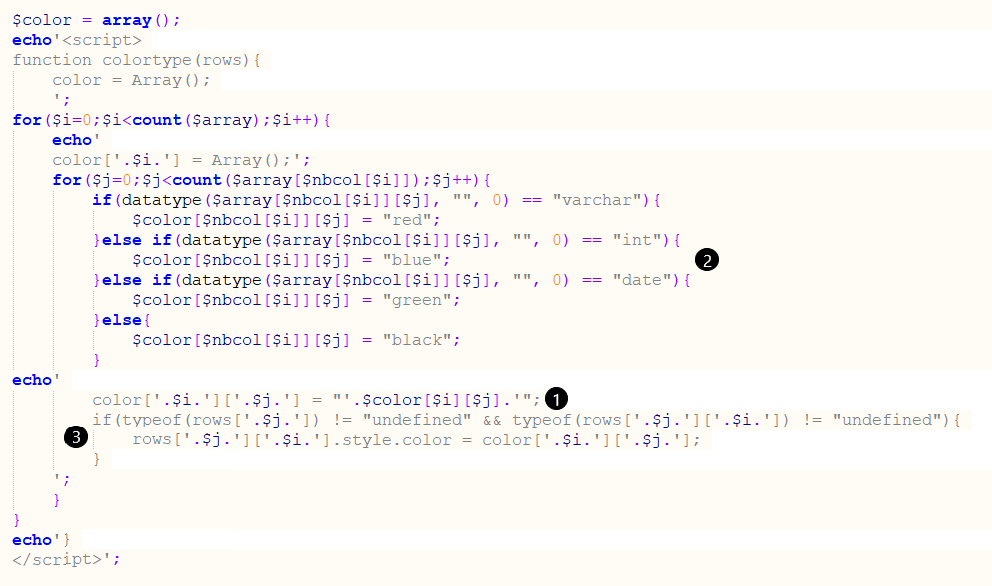 $color = array();
echo'<script>
function colortype(rows){
    color = Array();
    ';
for($i=0;$i<count($array);$i++){
    echo'
    color['.$i.'] = Array();';
    for($j=0;$j<count($array[$nbcol[$i]]);$j++){
        if(datatype($array[$nbcol[$i]][$j], "", 0) == "varchar"){
            $color[$nbcol[$i]][$j] = "red";
        }else if(datatype($array[$nbcol[$i]][$j], "", 0) == "int"){
            $color[$nbcol[$i]][$j] = "blue"; 2
        }else if(datatype($array[$nbcol[$i]][$j], "", 0) == "date"){
            $color[$nbcol[$i]][$j] = "green";
        }else{
            $color[$nbcol[$i]][$j] = "black";
        }
echo'
        color['.$i.']['.$j.'] = "'.$color[$i][$j].'"; 1
        if(typeof(rows['.$j.']) != "undefined" && typeof(rows['.$j.']['.$i.']) != "undefined"){
3           rows['.$j.']['.$i.'].style.color = color['.$i.']['.$j.'];
        }
    ';
    }
}
echo'}
</script>';